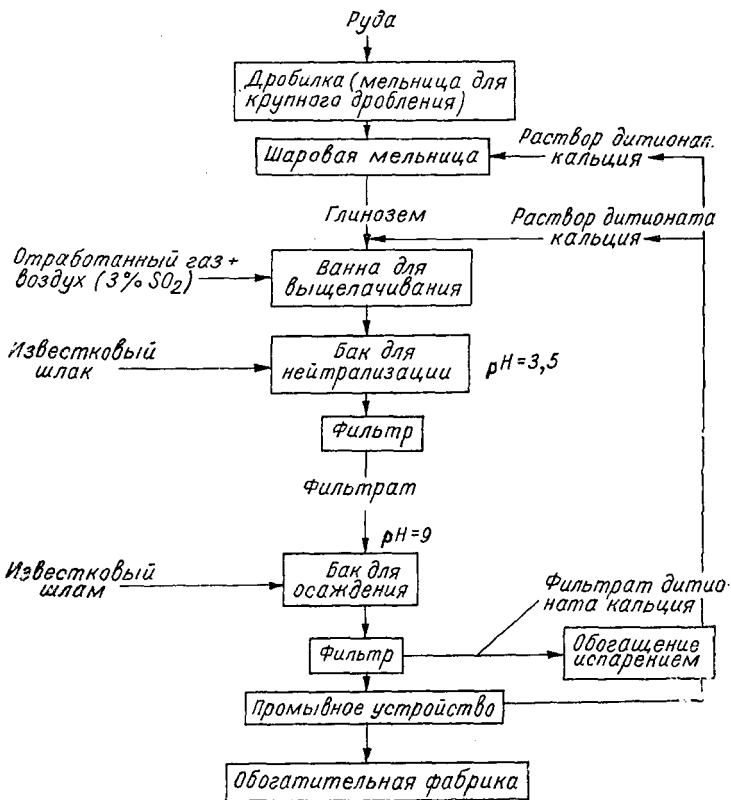 Руда
Дробилка (мельница для
крупного дробления)
Шаровая мельница
Раствор дитионат.
кальция
Глинозем
Раствор дитионата
кальция
Отработанный газ +
воздух (3% SO₂)
Ванна для
выщелачивания
Известковый
шлак
Бак для
нейтрализации
pH=3,5
Фильтр
Фильтрат
pH=9
Известковый
шлам
Бак для
осаждения
Фильтрат дитио-
ната кальция
Фильтр
Обогащение
испарением
Промывное устройство
Обогатительная фабрика